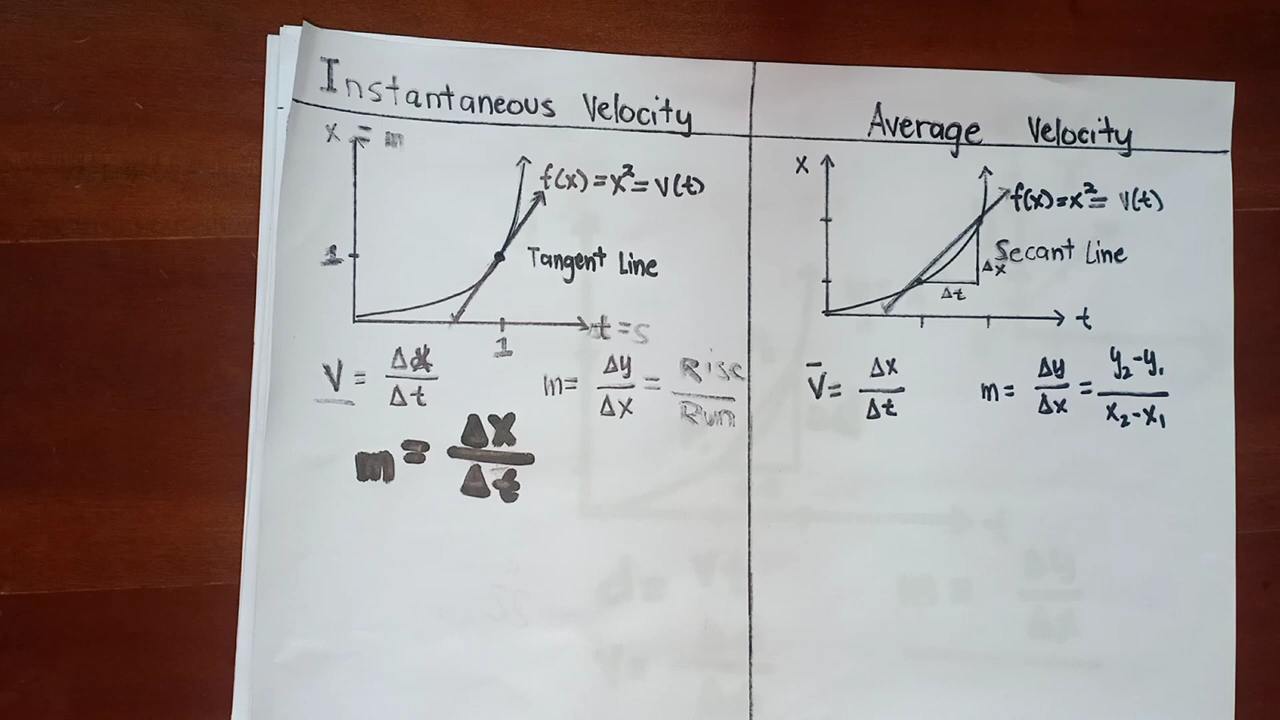 Instantaneous Velocity
x = m
f(x) = x² = v(t)
Tangent Line
1
1
t = s
V = Δx/Δt
m = Δy/Δx = Rise/Run
m = Δx/Δt
Average Velocity
x
f(x) = x² = v(t)
Secant Line
Δx
Δt
t
V̄ = Δx/Δt
m = Δy/Δx = y₂-y₁/x₂-x₁